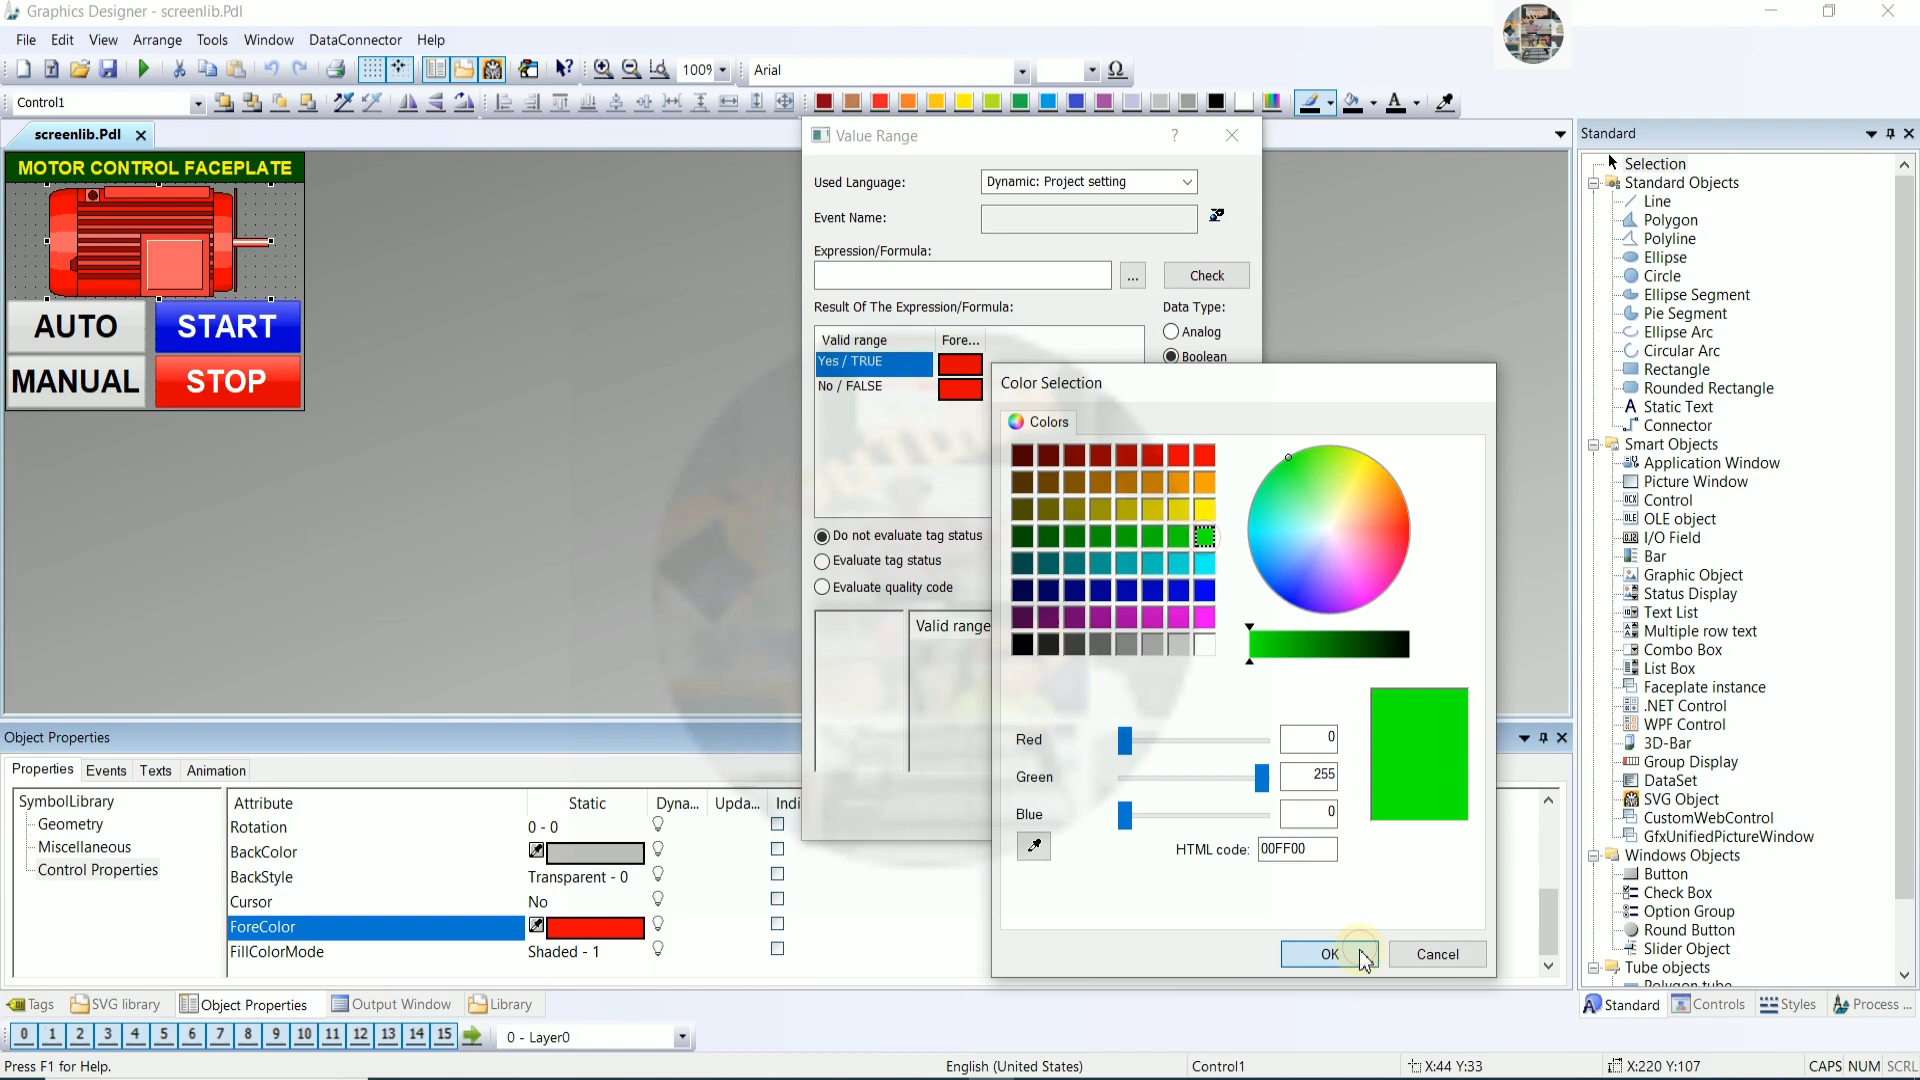 Graphics Designer - screenlib.Pdl
File Edit View Arrange Tools Window DataConnector Help
100% Arial
Control1
screenlib.Pdl
MOTOR CONTROL FACEPLATE
AUTO START
MANUAL STOP
Value Range
Used Language: Dynamic: Project setting
Event Name:
Expression/Formula:
... Check
Result Of The Expression/Formula: Data Type:
Valid range Fore... Analog
Yes / TRUE Boolean
No / FALSE
Do not evaluate tag status
Evaluate tag status
Evaluate quality code
Valid range
Color Selection
Colors
Red 0
Green 255
Blue 0
HTML code: 00FF00
OK Cancel
Standard
Selection
Standard Objects
Line
Polygon
Polyline
Ellipse
Circle
Ellipse Segment
Pie Segment
Ellipse Arc
Circular Arc
Rectangle
Rounded Rectangle
Static Text
Connector
Smart Objects
Application Window
Picture Window
Control
OLE object
I/O Field
Bar
Graphic Object
Status Display
Text List
Multiple row text
Combo Box
List Box
Faceplate instance
.NET Control
WPF Control
3D-Bar
Group Display
DataSet
SVG Object
CustomWebControl
GfxUnifiedPictureWindow
Windows Objects
Button
Check Box
Option Group
Round Button
Slider Object
Tube objects
Polygon tube
Standard Controls Styles Process ...
Object Properties
Properties Events Texts Animation
SymbolLibrary
Geometry
Miscellaneous
Control Properties
Attribute Static Dyna... Upda... Indi
Rotation 0 - 0
BackColor
BackStyle Transparent - 0
Cursor No
ForeColor
FillColorMode Shaded - 1
Tags SVG library Object Properties Output Window Library
0 1 2 3 4 5 6 7 8 9 10 11 12 13 14 15 0 - Layer0
Press F1 for Help. English (United States) Control1 X:44 Y:33 X:220 Y:107 CAPS NUM SCRL